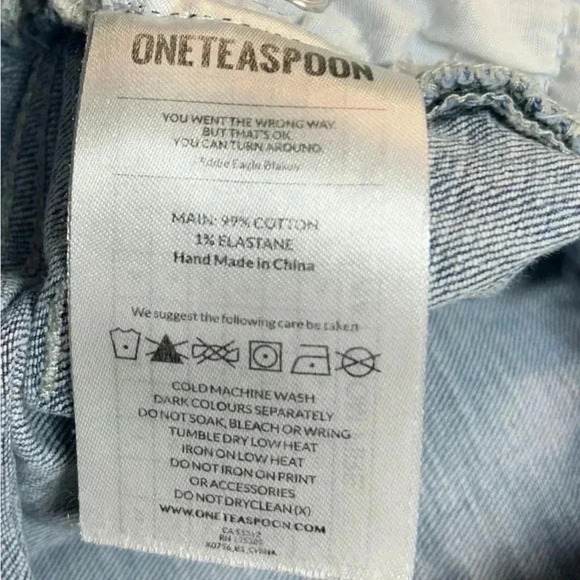 ONETEASPOON
YOU WENT THE WRONG WAY.
BUT THAT'S OK.
YOU CAN TURN AROUND.
MAIN: 99% COTTON
1% ELASTANE
Hand Made in China
We suggest the following care be taken
COLD MACHINE WASH
DARK COLOURS SEPARATELY
DO NOT SOAK, BLEACH OR WRING
TUMBLE DRY LOW HEAT
IRON ON LOW HEAT
DO NOT IRON ON PRINT
OR ACCESSORIES
DO NOT DRYCLEAN (X)
WWW.ONETEASPOON.COM
CA
RN
CHINA